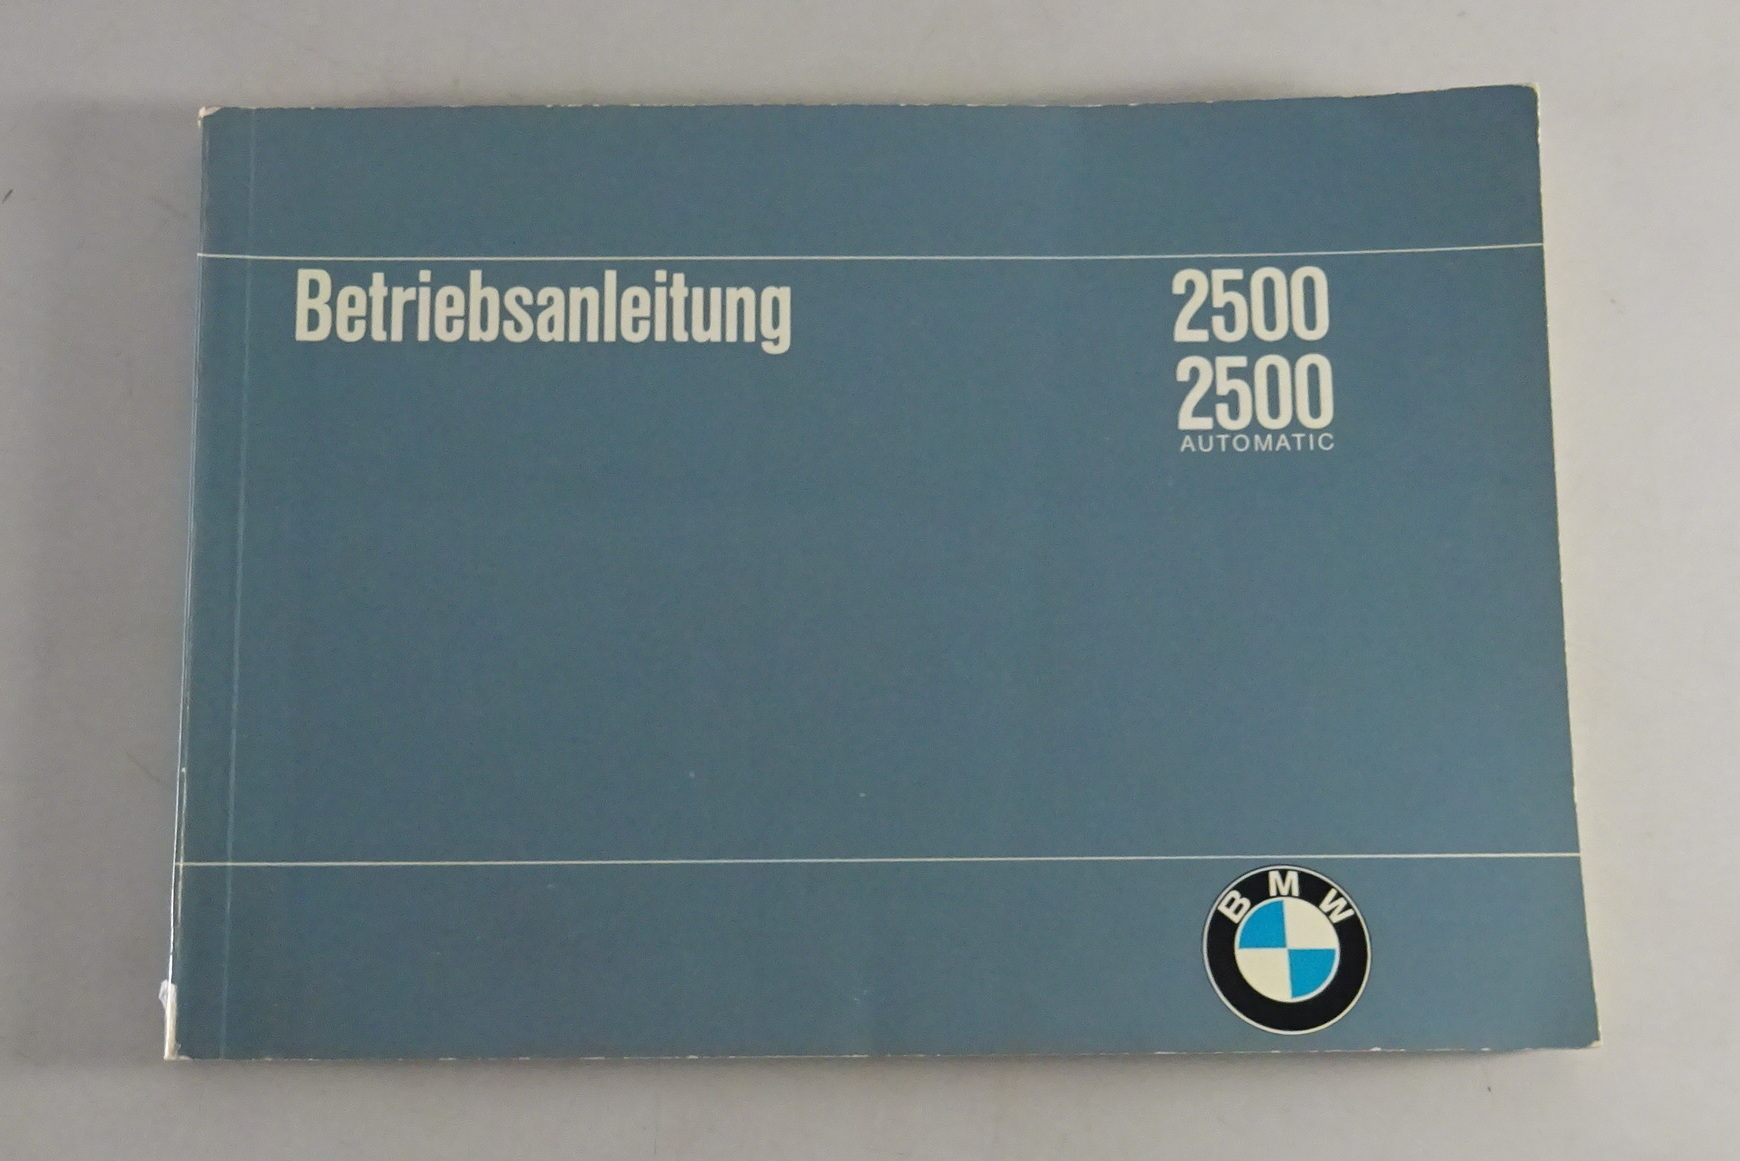 Betriebsanleitung
2500
2500
AUTOMATIC
BMW